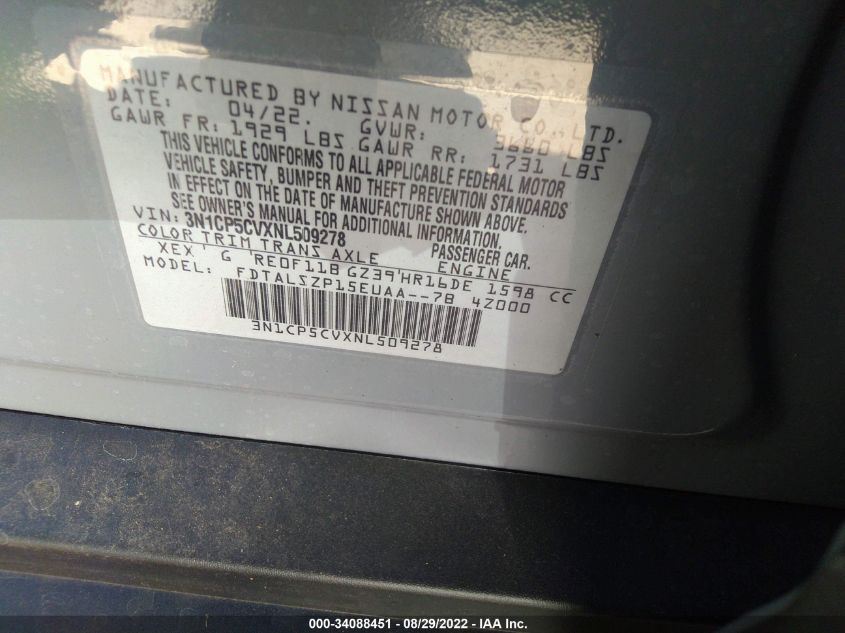 MANUFACTURED BY NISSAN MOTOR CO., LTD.
DATE: 04/22. GVWR: 3680 LBS
GAWR FR: 1929 LBS GAWR RR: 1731 LBS
THIS VEHICLE CONFORMS TO ALL APPLICABLE FEDERAL MOTOR
VEHICLE SAFETY, BUMPER AND THEFT PREVENTION STANDARDS
IN EFFECT ON THE DATE OF MANUFACTURE SHOWN ABOVE.
SEE OWNER'S MANUAL FOR ADDITIONAL INFORMATION.
VIN: 3N1CP5CVXNL509278 PASSENGER CAR.
COLOR TRIM TRANS AXLE ENGINE
XEX G 'RE0F11B GZ39'HR16DE 1598 CC
MODEL: FDTALSZP15EUAA--78 4Z000
3N1CP5CVXNL509278
000-34088451 - 08/29/2022 - IAA Inc.